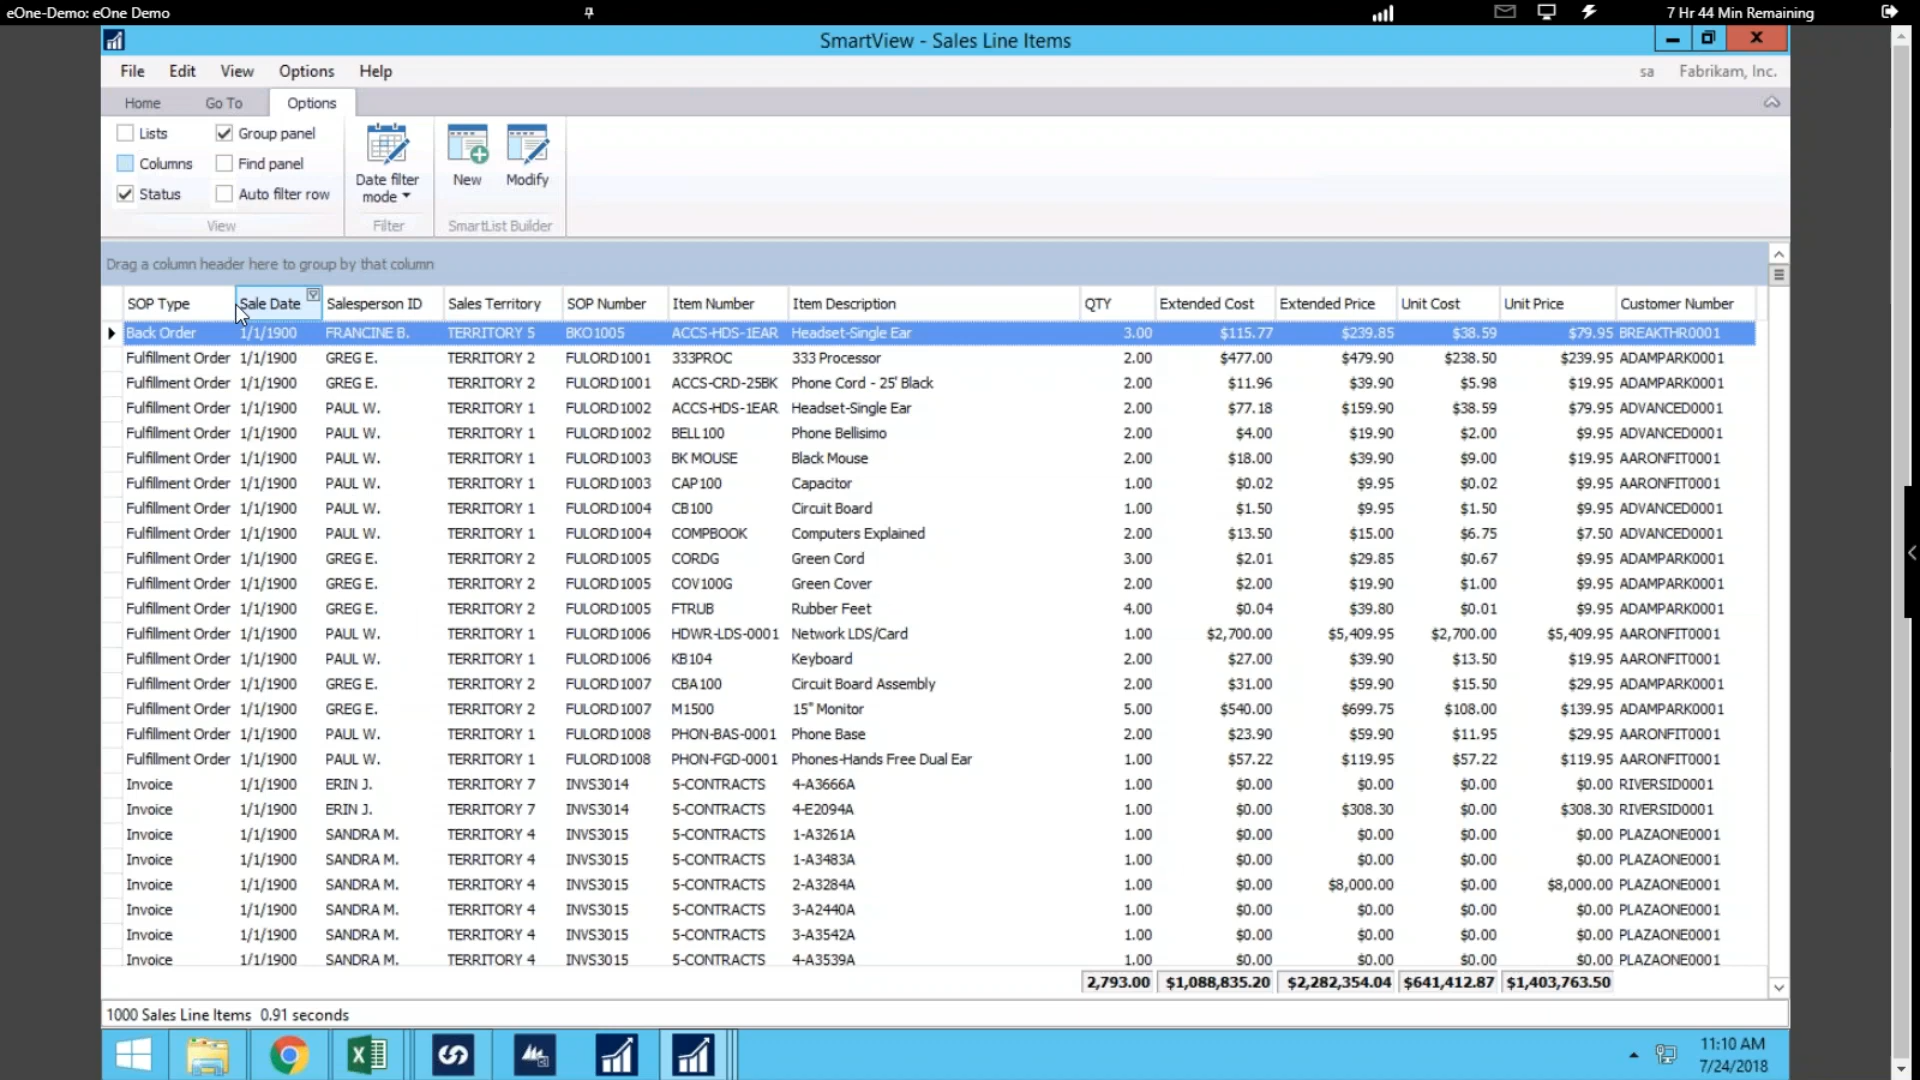 eOne-Demo: eOne Demo 7 Hr 44 Min Remaining
SmartView - Sales Line Items
File Edit View Options Help sa Fabrikam, Inc.
Home Go To Options
Lists Group panel
Columns Find panel
Status Auto filter row
View
Date filter
mode
Filter
New Modify
SmartList Builder
Drag a column header here to group by that column
SOP Type Sale Date Salesperson ID Sales Territory SOP Number Item Number Item Description QTY Extended Cost Extended Price Unit Cost Unit Price Customer Number
Back Order 1/1/1900 FRANCINE B. TERRITORY 5 BKO1005 ACCS-HDS-1EAR Headset-Single Ear 3.00 $115.77 $239.85 $38.59 $79.95 BREAKTHR0001
Fulfillment Order 1/1/1900 GREG E. TERRITORY 2 FULORD1001 333PROC 333 Processor 2.00 $477.00 $479.90 $238.50 $239.95 ADAMPARK0001
Fulfillment Order 1/1/1900 GREG E. TERRITORY 2 FULORD1001 ACCS-CRD-25BK Phone Cord - 25' Black 2.00 $11.96 $39.90 $5.98 $19.95 ADAMPARK0001
Fulfillment Order 1/1/1900 PAUL W. TERRITORY 1 FULORD1002 ACCS-HDS-1EAR Headset-Single Ear 2.00 $77.18 $159.90 $38.59 $79.95 ADVANCED0001
Fulfillment Order 1/1/1900 PAUL W. TERRITORY 1 FULORD1002 BELL100 Phone Bellisimo 2.00 $4.00 $19.90 $2.00 $9.95 ADVANCED0001
Fulfillment Order 1/1/1900 PAUL W. TERRITORY 1 FULORD1003 BK MOUSE Black Mouse 2.00 $18.00 $39.90 $9.00 $19.95 AARONFIT0001
Fulfillment Order 1/1/1900 PAUL W. TERRITORY 1 FULORD1003 CAP100 Capacitor 1.00 $0.02 $9.95 $0.02 $9.95 AARONFIT0001
Fulfillment Order 1/1/1900 PAUL W. TERRITORY 1 FULORD1004 CB100 Circuit Board 1.00 $1.50 $9.95 $1.50 $9.95 ADVANCED0001
Fulfillment Order 1/1/1900 PAUL W. TERRITORY 1 FULORD1004 COMPBOOK Computers Explained 2.00 $13.50 $15.00 $6.75 $7.50 ADVANCED0001
Fulfillment Order 1/1/1900 GREG E. TERRITORY 2 FULORD1005 CORDG Green Cord 3.00 $2.01 $29.85 $0.67 $9.95 ADAMPARK0001
Fulfillment Order 1/1/1900 GREG E. TERRITORY 2 FULORD1005 COV100G Green Cover 2.00 $2.00 $19.90 $1.00 $9.95 ADAMPARK0001
Fulfillment Order 1/1/1900 GREG E. TERRITORY 2 FULORD1005 FTRUB Rubber Feet 4.00 $0.04 $39.80 $0.01 $9.95 ADAMPARK0001
Fulfillment Order 1/1/1900 PAUL W. TERRITORY 1 FULORD1006 HDWR-LDS-0001 Network LDS/Card 1.00 $2,700.00 $5,409.95 $2,700.00 $5,409.95 AARONFIT0001
Fulfillment Order 1/1/1900 PAUL W. TERRITORY 1 FULORD1006 KB104 Keyboard 2.00 $27.00 $39.90 $13.50 $19.95 AARONFIT0001
Fulfillment Order 1/1/1900 GREG E. TERRITORY 2 FULORD1007 CBA100 Circuit Board Assembly 2.00 $31.00 $59.90 $15.50 $29.95 ADAMPARK0001
Fulfillment Order 1/1/1900 GREG E. TERRITORY 2 FULORD1007 M1500 15" Monitor 5.00 $540.00 $699.75 $108.00 $139.95 ADAMPARK0001
Fulfillment Order 1/1/1900 PAUL W. TERRITORY 1 FULORD1008 PHON-BAS-0001 Phone Base 2.00 $23.90 $59.90 $11.95 $29.95 AARONFIT0001
Fulfillment Order 1/1/1900 PAUL W. TERRITORY 1 FULORD1008 PHON-FGD-0001 Phones-Hands Free Dual Ear 1.00 $57.22 $119.95 $57.22 $119.95 AARONFIT0001
Invoice 1/1/1900 ERIN J. TERRITORY 7 INVS3014 5-CONTRACTS 4-A3666A 1.00 $0.00 $0.00 $0.00 $0.00 RIVERSID0001
Invoice 1/1/1900 ERIN J. TERRITORY 7 INVS3014 5-CONTRACTS 4-E2094A 1.00 $0.00 $308.30 $0.00 $308.30 RIVERSID0001
Invoice 1/1/1900 SANDRA M. TERRITORY 4 INVS3015 5-CONTRACTS 1-A3261A 1.00 $0.00 $0.00 $0.00 $0.00 PLAZAONE0001
Invoice 1/1/1900 SANDRA M. TERRITORY 4 INVS3015 5-CONTRACTS 1-A3483A 1.00 $0.00 $0.00 $0.00 $0.00 PLAZAONE0001
Invoice 1/1/1900 SANDRA M. TERRITORY 4 INVS3015 5-CONTRACTS 2-A3284A 1.00 $0.00 $8,000.00 $0.00 $8,000.00 PLAZAONE0001
Invoice 1/1/1900 SANDRA M. TERRITORY 4 INVS3015 5-CONTRACTS 3-A2440A 1.00 $0.00 $0.00 $0.00 $0.00 PLAZAONE0001
Invoice 1/1/1900 SANDRA M. TERRITORY 4 INVS3015 5-CONTRACTS 3-A3542A 1.00 $0.00 $0.00 $0.00 $0.00 PLAZAONE0001
Invoice 1/1/1900 SANDRA M. TERRITORY 4 INVS3015 5-CONTRACTS 4-A3539A 1.00 $0.00 $0.00 $0.00 $0.00 PLAZAONE0001
2,793.00 $1,088,835.20 $2,282,354.04 $641,412.87 $1,403,763.50
1000 Sales Line Items 0.91 seconds
11:10 AM
7/24/2018